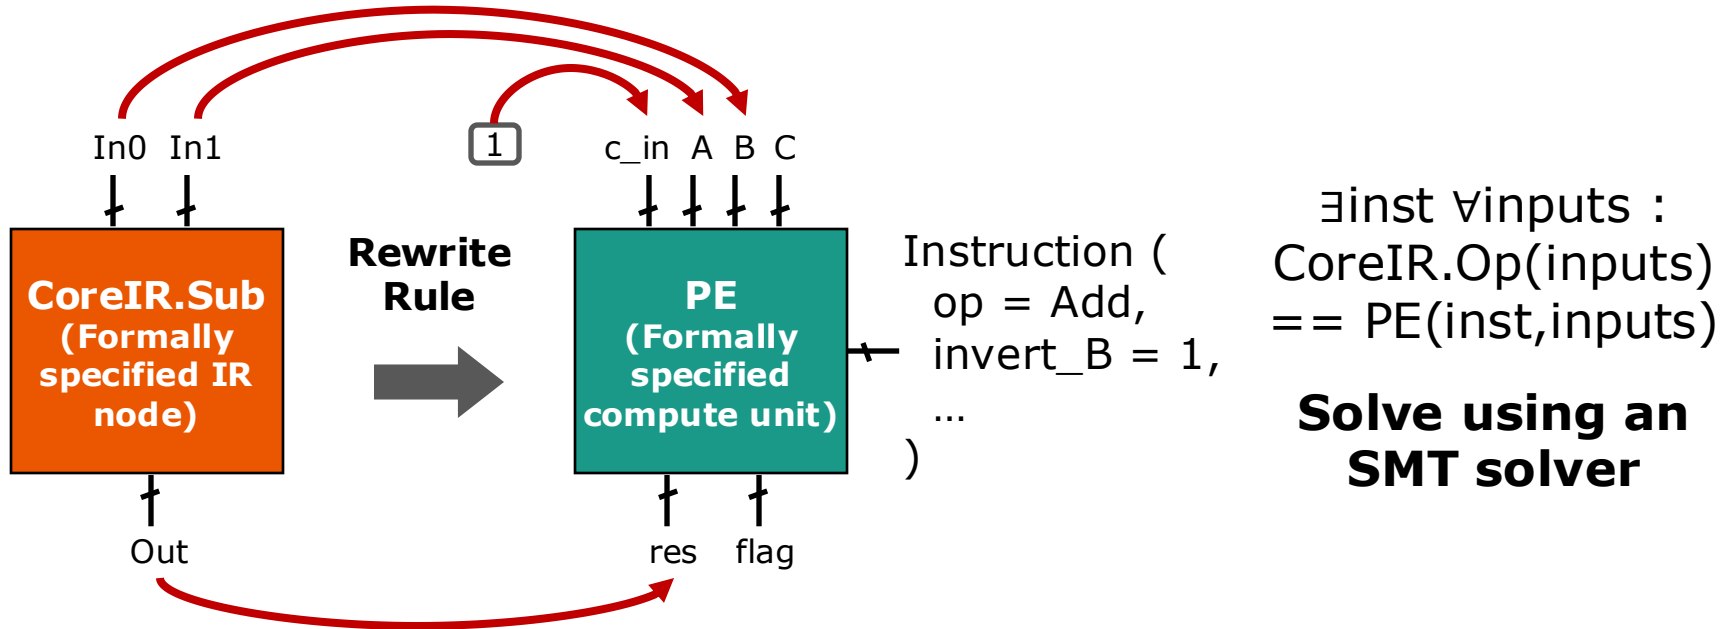 In0 In1
1
c_in A B C
CoreIR.Sub
(Formally
specified IR
node)
Rewrite
Rule
PE
(Formally
specified
compute unit)
Instruction (
op = Add,
invert_B = 1,
...
)
∃inst ∀inputs :
CoreIR.Op(inputs)
== PE(inst,inputs)
Solve using an
SMT solver
Out
res flag